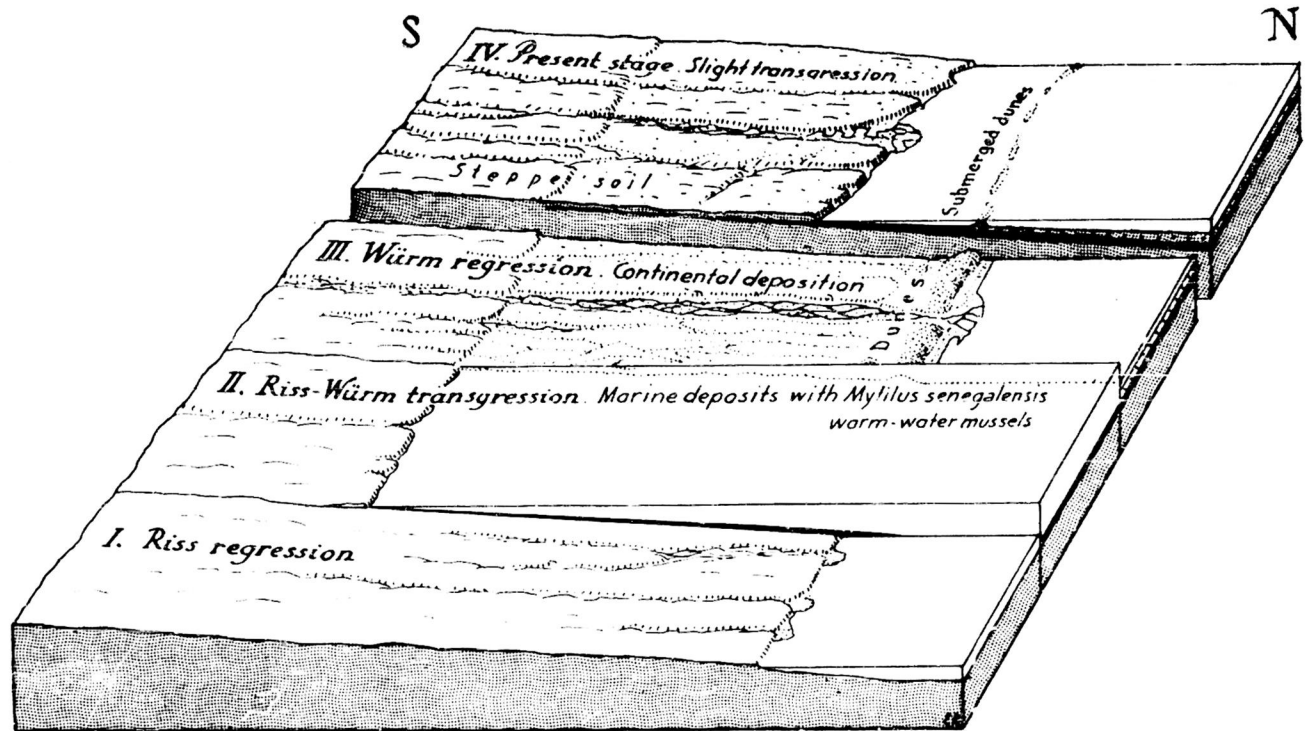 S N
IV. Present stage Slight transgression
Submerged dunes
Steppe soil
III. Würm regression. Continental deposition
Dunes
II. Riss-Würm transgression. Marine deposits with Mytilus senegalensis
warm-water mussels
I. Riss regression